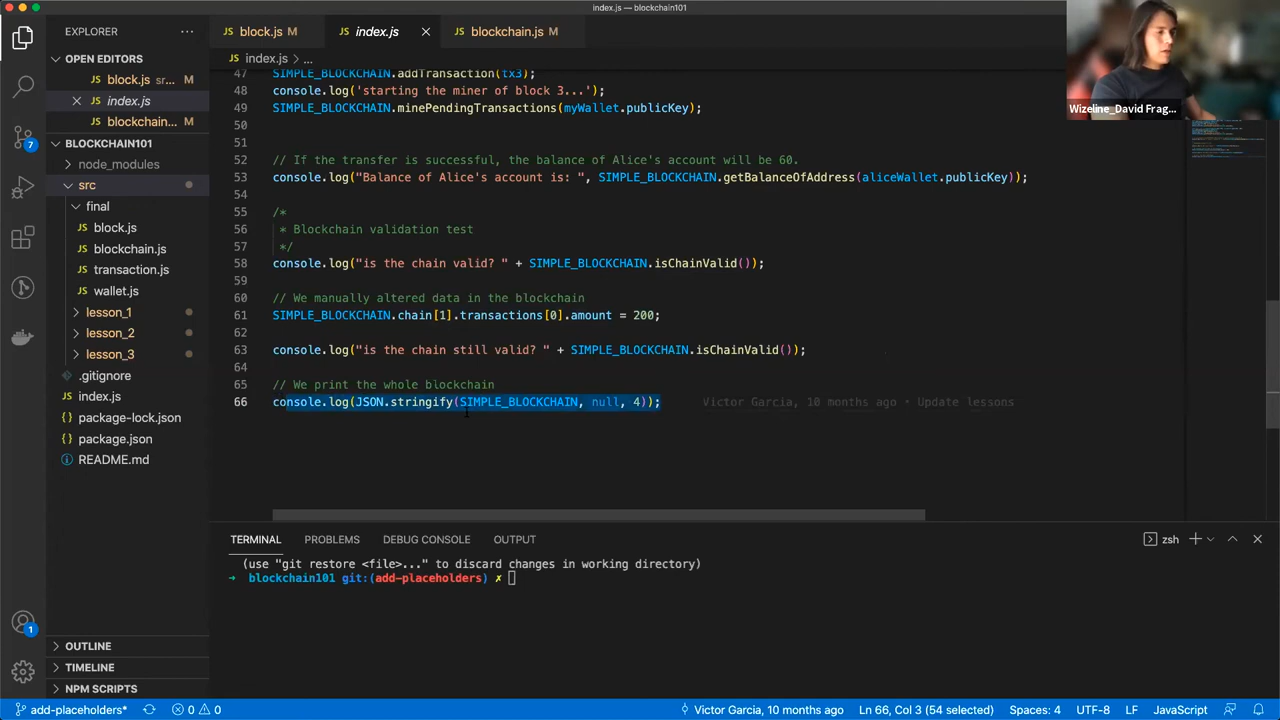 index.js — blockchain101
EXPLORER
OPEN EDITORS
block.js src... M
index.js
blockchain... M
BLOCKCHAIN101
node_modules
src
final
block.js
blockchain.js
transaction.js
wallet.js
lesson_1
lesson_2
lesson_3
.gitignore
index.js
package-lock.json
package.json
README.md
OUTLINE
TIMELINE
NPM SCRIPTS
7
1
JS block.js M JS index.js JS blockchain.js M
JS index.js > ...
47 SIMPLE_BLOCKCHAIN.addTransaction(tx3);
48 console.log('starting the miner of block 3...');
49 SIMPLE_BLOCKCHAIN.minePendingTransactions(myWallet.publicKey);
50
51
52 // If the transfer is successful, the balance of Alice's account will be 60.
53 console.log("Balance of Alice's account is: ", SIMPLE_BLOCKCHAIN.getBalanceOfAddress(aliceWallet.publicKey));
54
55 /*
56 * Blockchain validation test
57 */
58 console.log("is the chain valid? " + SIMPLE_BLOCKCHAIN.isChainValid());
59
60 // We manually altered data in the blockchain
61 SIMPLE_BLOCKCHAIN.chain[1].transactions[0].amount = 200;
62
63 console.log("is the chain still valid? " + SIMPLE_BLOCKCHAIN.isChainValid());
64
65 // We print the whole blockchain
66 console.log(JSON.stringify(SIMPLE_BLOCKCHAIN, null, 4)); Victor Garcia, 10 months ago • Update lessons
Wizeline_David Frag...
TERMINAL PROBLEMS DEBUG CONSOLE OUTPUT zsh
(use "git restore <file>..." to discard changes in working directory)
➜ blockchain101 git:(add-placeholders) ✗
add-placeholders* 0 0 Victor Garcia, 10 months ago Ln 66, Col 3 (54 selected) Spaces: 4 UTF-8 LF JavaScript